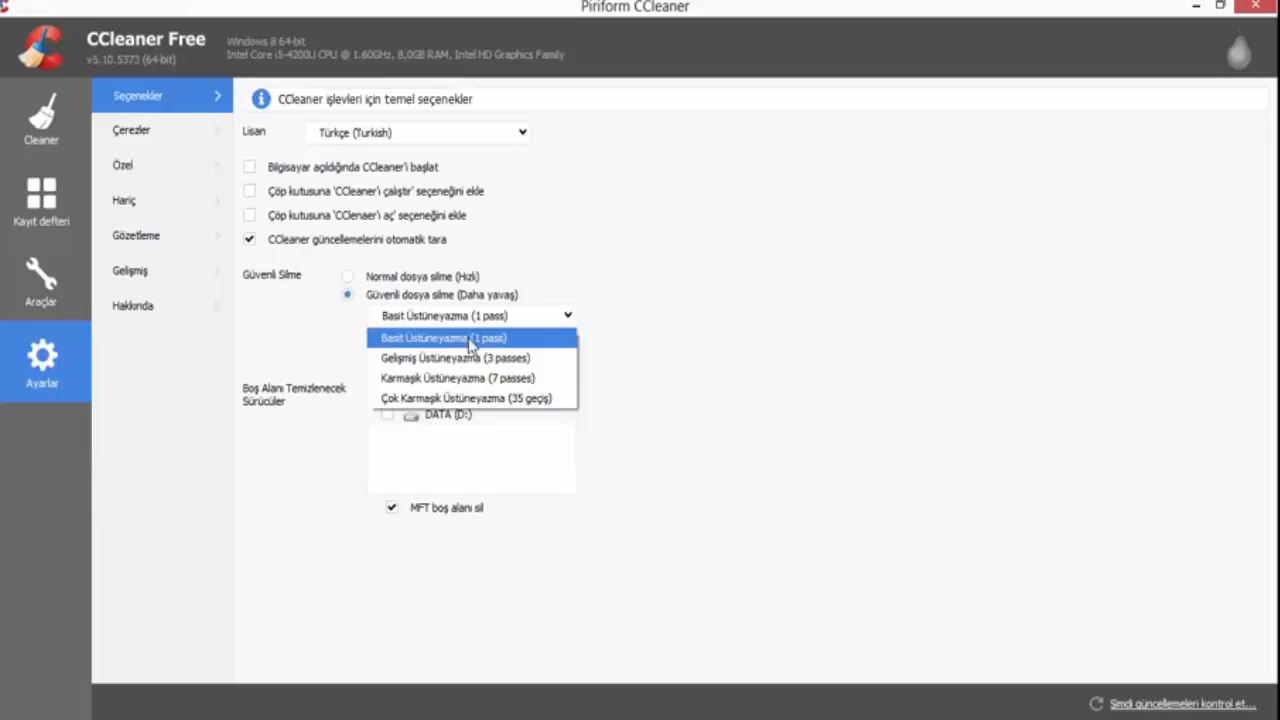 Piriform CCleaner
CCleaner Free
v5.10.5373 (64-bit)
Windows 8 64-bit
Intel Core i5-4200U CPU @ 1.60GHz, 8,0GB RAM, Intel HD Graphics Family
Cleaner
Kayıt defteri
Araçlar
Ayarlar
Seçenekler
Çerezler
Özel
Hariç
Gözetleme
Gelişmiş
Hakkında
CCleaner işlevleri için temel seçenekler
Lisan
Türkçe (Turkish)
Bilgisayar açıldığında CCleaner'i başlat
Çöp kutusuna 'CCleaner'ı çalıştır' seçeneğini ekle
Çöp kutusuna 'CClenaer'ı aç' seçeneğini ekle
CCleaner güncellemelerini otomatik tara
Güvenli Silme
Normal dosya silme (Hızlı)
Güvenli dosya silme (Daha yavaş)
Basit Üstüneyazma (1 pass)
Basit Üstüneyazma (1 pass)
Gelişmiş Üstüneyazma (3 passes)
Karmaşık Üstüneyazma (7 passes)
Çok Karmaşık Üstüneyazma (35 geçiş)
Boş Alanı Temizlenecek
Sürücüler
DATA (D:)
MFT boş alanı sil
Şimdi güncellemeleri kontrol et...